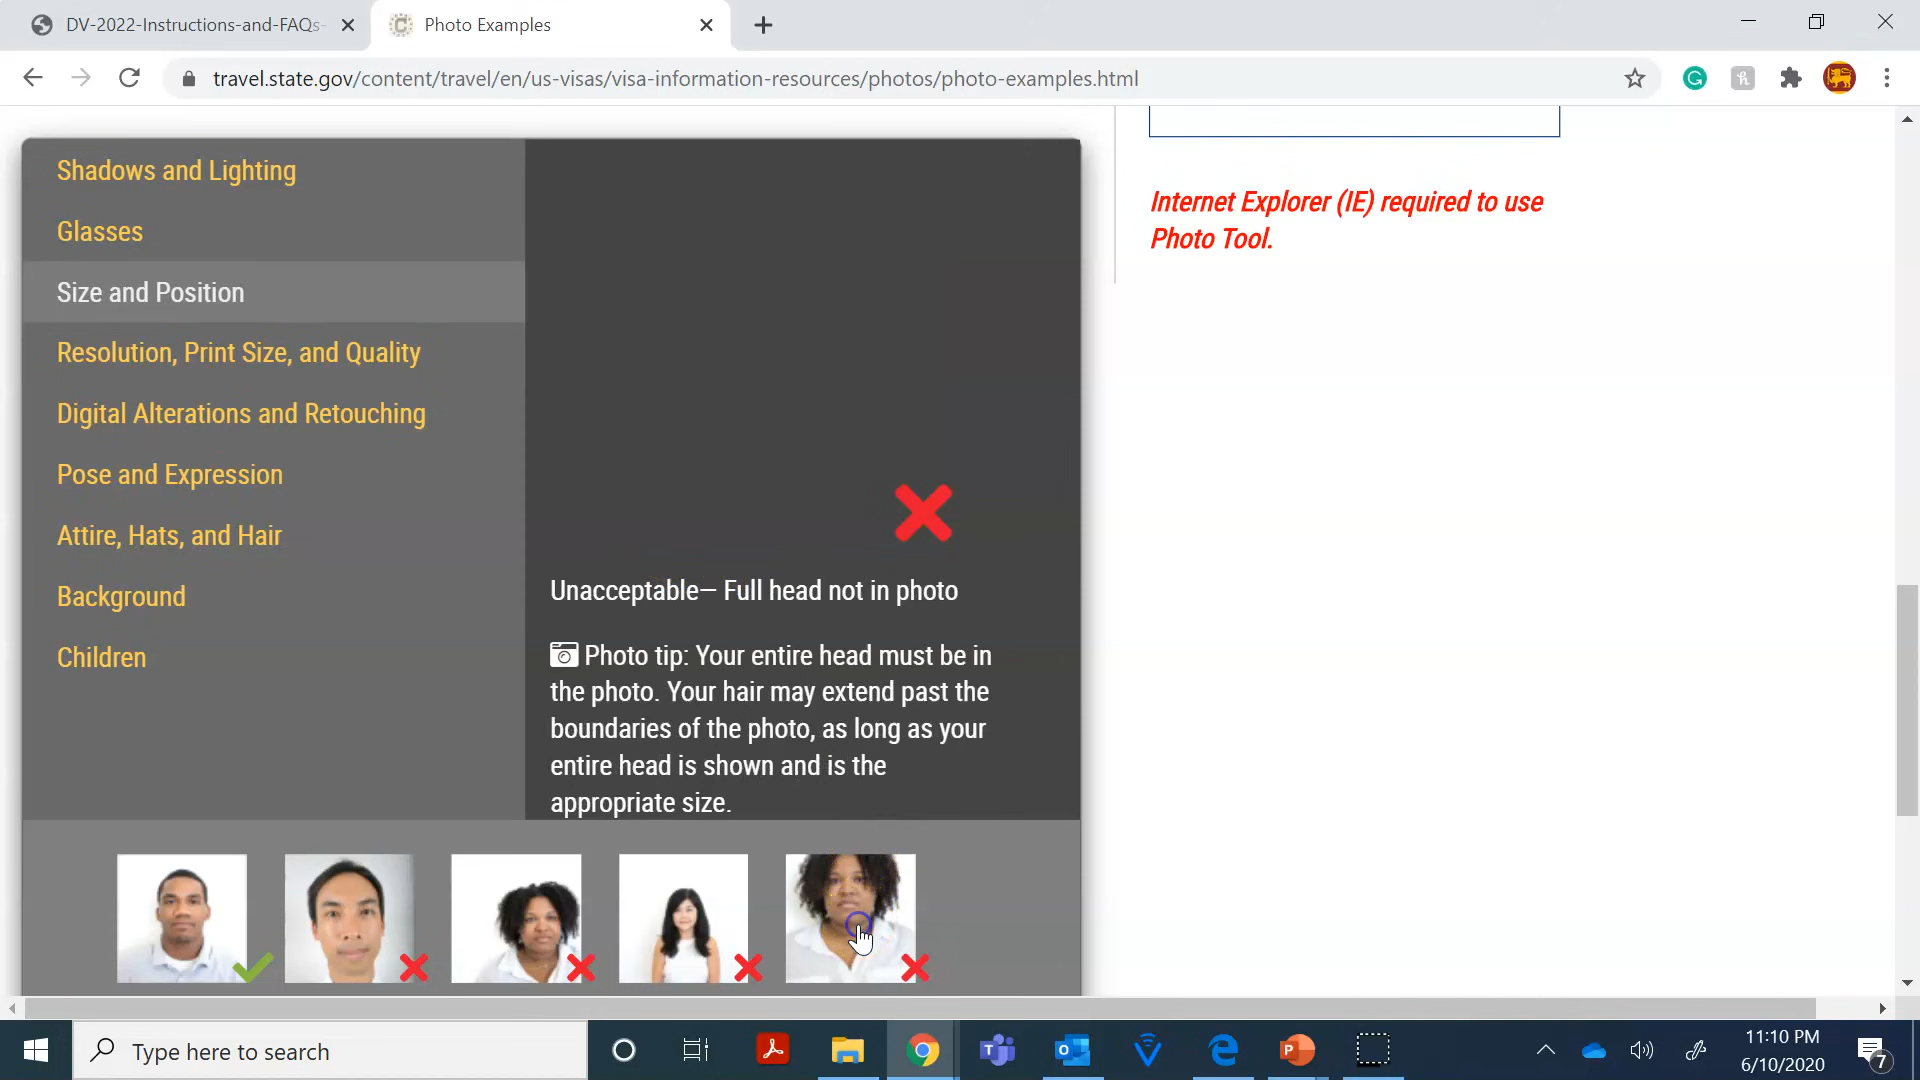 DV-2022-Instructions-and-FAQs-
Photo Examples
travel.state.gov/content/travel/en/us-visas/visa-information-resources/photos/photo-examples.html
Shadows and Lighting
Glasses
Size and Position
Resolution, Print Size, and Quality
Digital Alterations and Retouching
Pose and Expression
Attire, Hats, and Hair
Background
Children
Unacceptable— Full head not in photo
Photo tip: Your entire head must be in
the photo. Your hair may extend past the
boundaries of the photo, as long as your
entire head is shown and is the
appropriate size.
Internet Explorer (IE) required to use
Photo Tool.
Type here to search
11:10 PM
6/10/2020
7